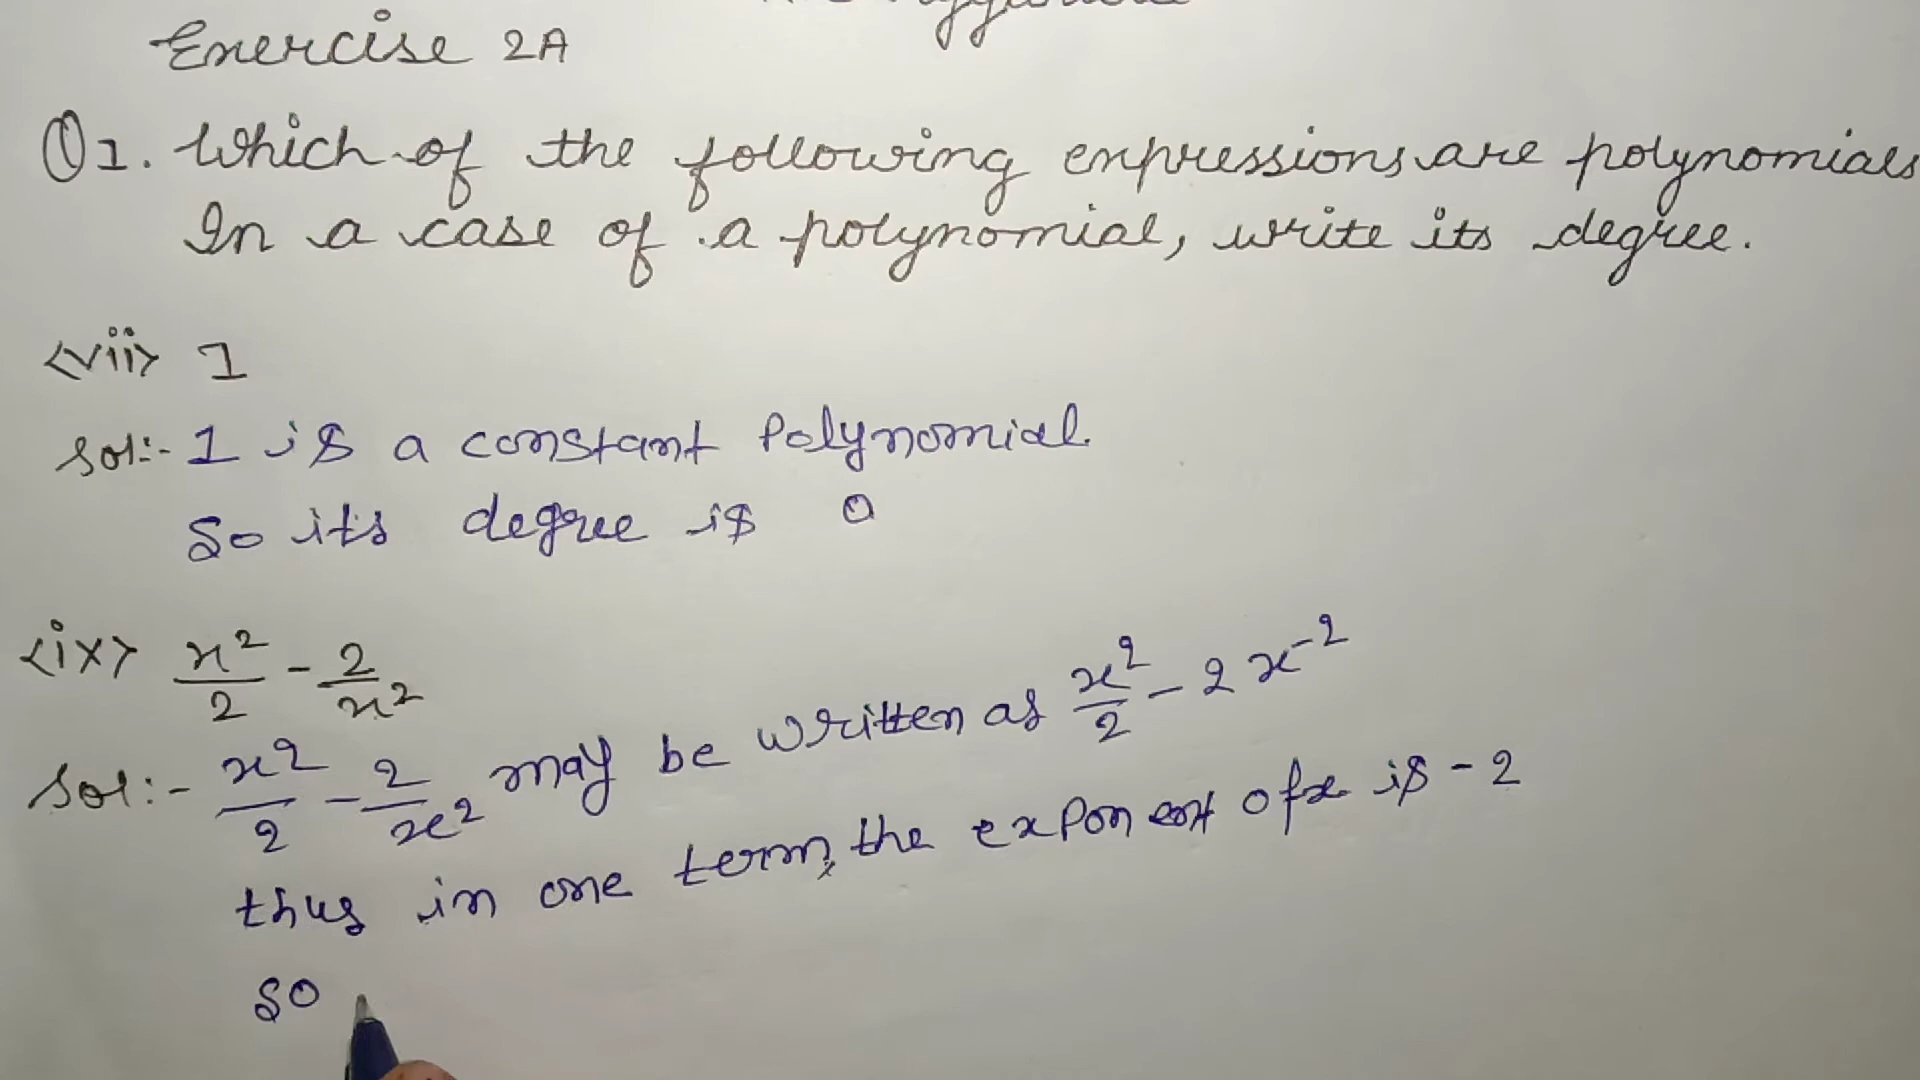 Exercise 2A
Q1. Which of the following expressions are polynomials
In a case of a polynomial, write its degree.
<vii> 1
Sol:- 1 is a constant Polynomial.
So its degree is 0
<ix> x²/2 - 2/x²
Sol:- x²/2 - 2/x² may be written as x²/2 - 2x⁻²
thus in one term, the exponent of x is -2
so